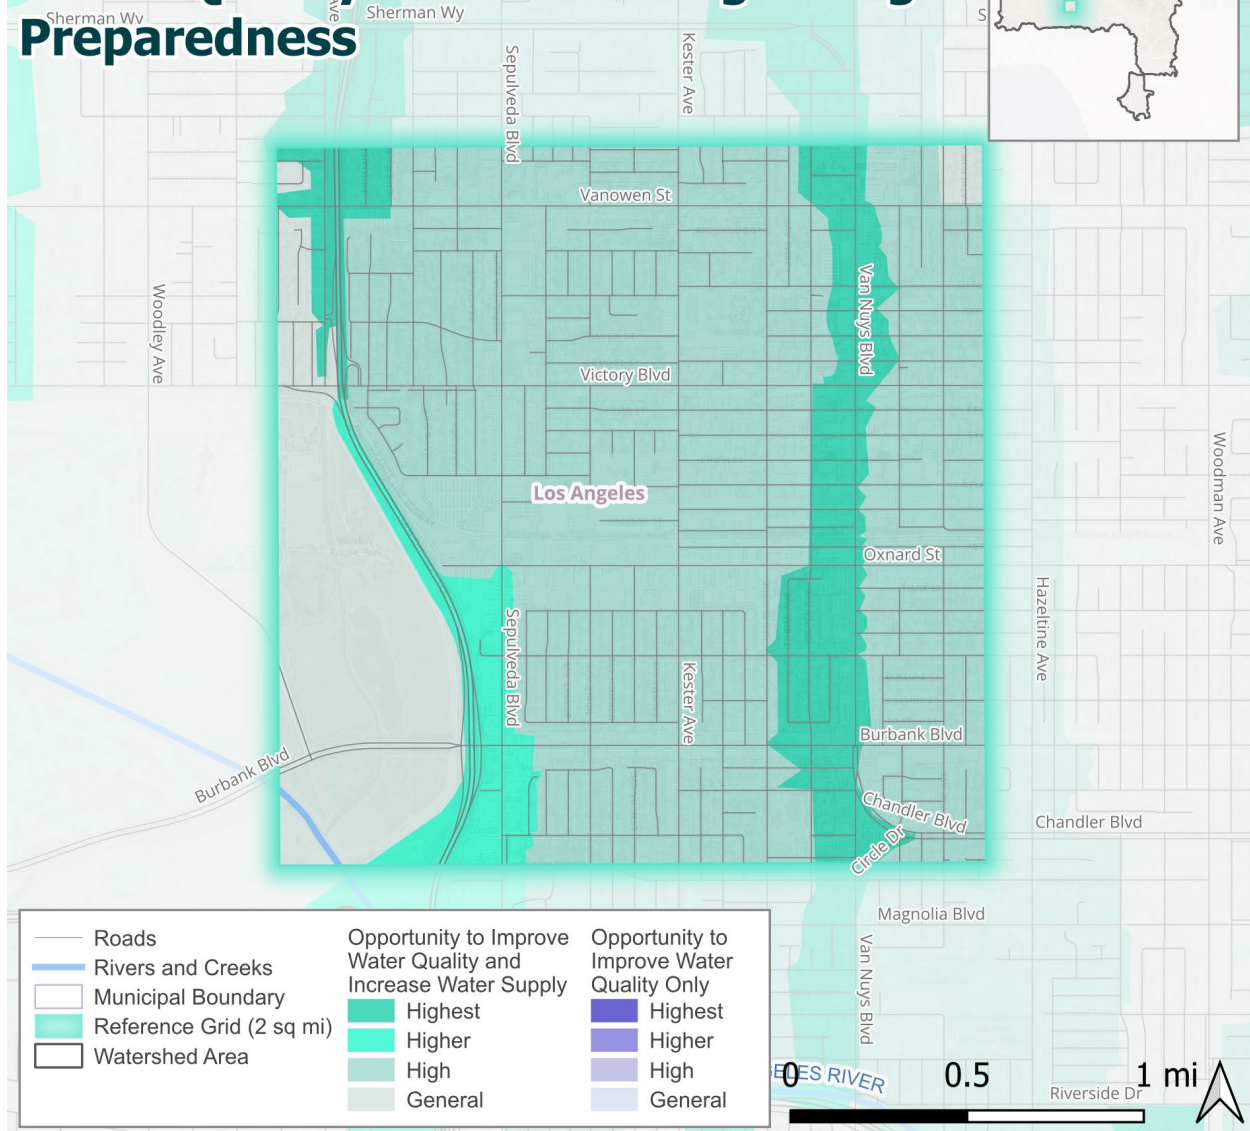 Preparedness
Sherman Wy
Sherman Wy
Ave
S
Sepulveda Blvd
Kester Ave
Vanowen St
Woodley Ave
Van Nuys Blvd
Victory Blvd
Los Angeles
Woodman Ave
Oxnard St
Hazeltine Ave
Sepulveda Blvd
Kester Ave
Burbank Blvd
Burbank Blvd
Chandler Blvd
Chandler Blvd
Circle Dr
Magnolia Blvd
Van Nuys Blvd
Roads
Rivers and Creeks
Municipal Boundary
Reference Grid (2 sq mi)
Watershed Area
Opportunity to Improve
Water Quality and
Increase Water Supply
Highest
Higher
High
General
Opportunity to
Improve Water
Quality Only
Highest
Higher
High
General
GELES RIVER
0 0.5 1 mi
Riverside Dr